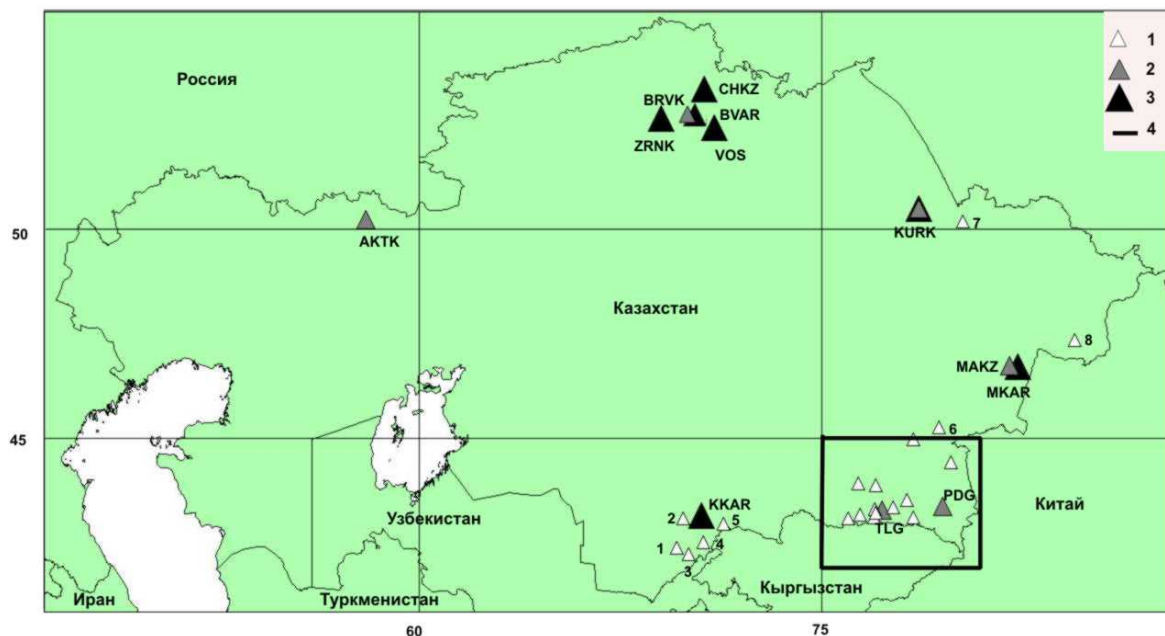 1
2
3
4
Россия
CHKZ
BRVK
BVAR
ZRNK
VOS
KURK
7
50
AKTK
Казахстан
8
MAKZ
MKAR
6
45
PDG
Китай
KKAR
2
5
Узбекистан
TLG
4
1
3
Кыргызстан
Иран
Туркменистан
60
75